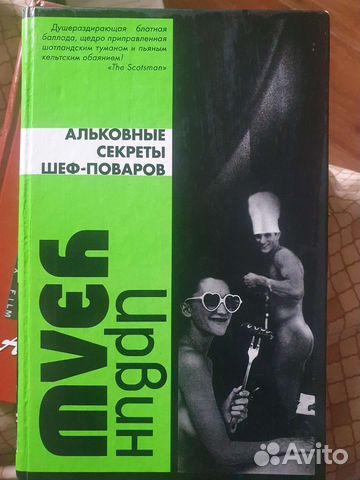 Душераздирающая блатная
баллада, щедро приправленная
шотландским туманом и пьяным
кельтским обаянием!
«The Scotsman»
АЛЬКОВНЫЕ
СЕКРЕТЫ
ШЕФ-ПОВАРОВ
ИРВИН
УЭЛШ
A FILM
Avito